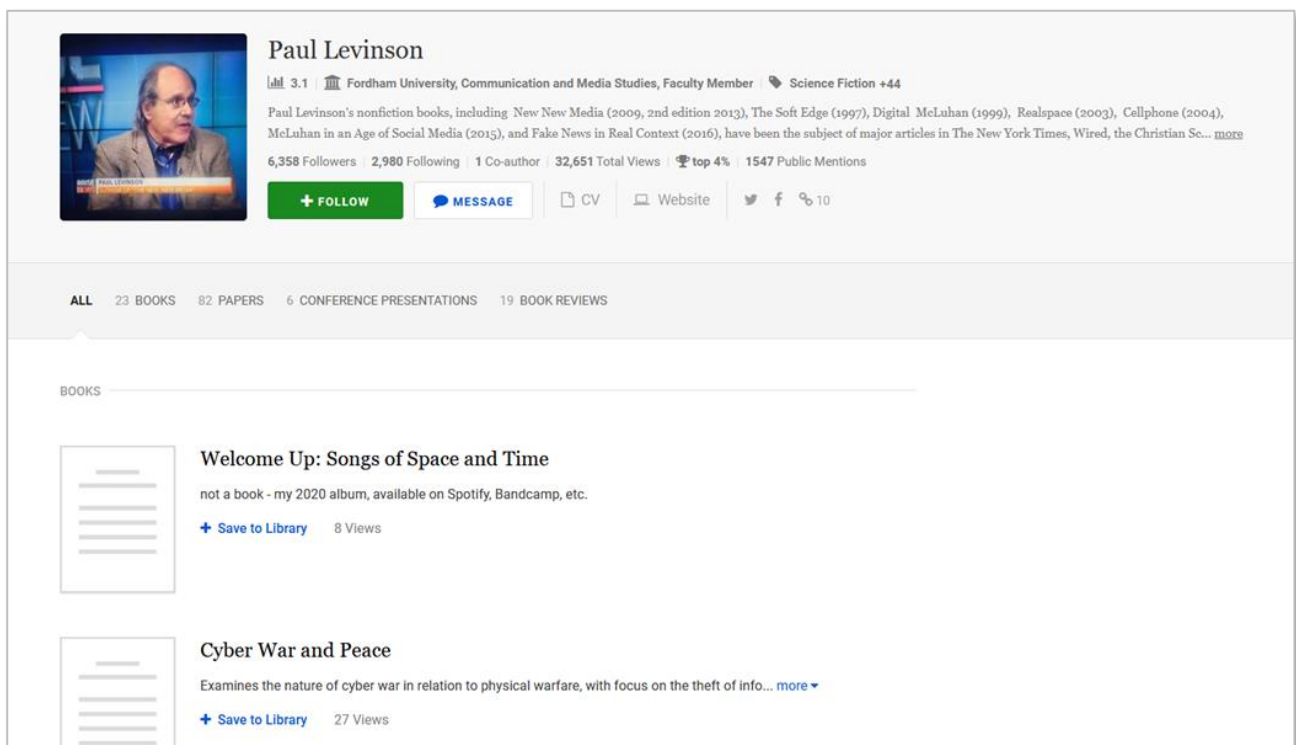 Paul Levinson
3.1 Fordham University, Communication and Media Studies, Faculty Member Science Fiction +44
Paul Levinson's nonfiction books, including New New Media (2009, 2nd edition 2013), The Soft Edge (1997), Digital McLuhan (1999), Realspace (2003), Cellphone (2004),
McLuhan in an Age of Social Media (2015), and Fake News in Real Context (2016), have been the subject of major articles in The New York Times, Wired, the Christian Sc... more
6,358 Followers 2,980 Following 1 Co-author 32,651 Total Views top 4% 1547 Public Mentions
PAUL LEVINSON
+ FOLLOW MESSAGE CV Website 10
ALL 23 BOOKS 82 PAPERS 6 CONFERENCE PRESENTATIONS 19 BOOK REVIEWS
BOOKS
Welcome Up: Songs of Space and Time
not a book - my 2020 album, available on Spotify, Bandcamp, etc.
+ Save to Library 8 Views
Cyber War and Peace
Examines the nature of cyber war in relation to physical warfare, with focus on the theft of info... more
+ Save to Library 27 Views